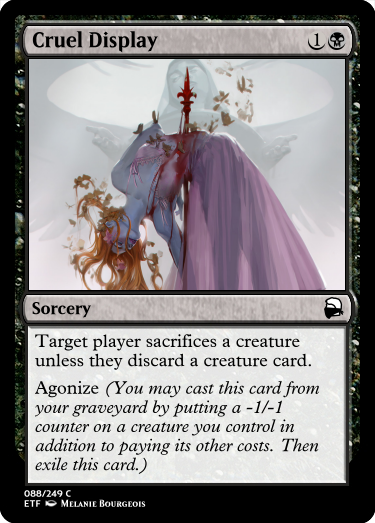 Cruel Display 1
Sorcery
Target player sacrifices a creature
unless they discard a creature card.
Agonize (You may cast this card from
your graveyard by putting a -1/-1
counter on a creature you control in
addition to paying its other costs. Then
exile this card.)
088/249 C
ETF Melanie Bourgeois